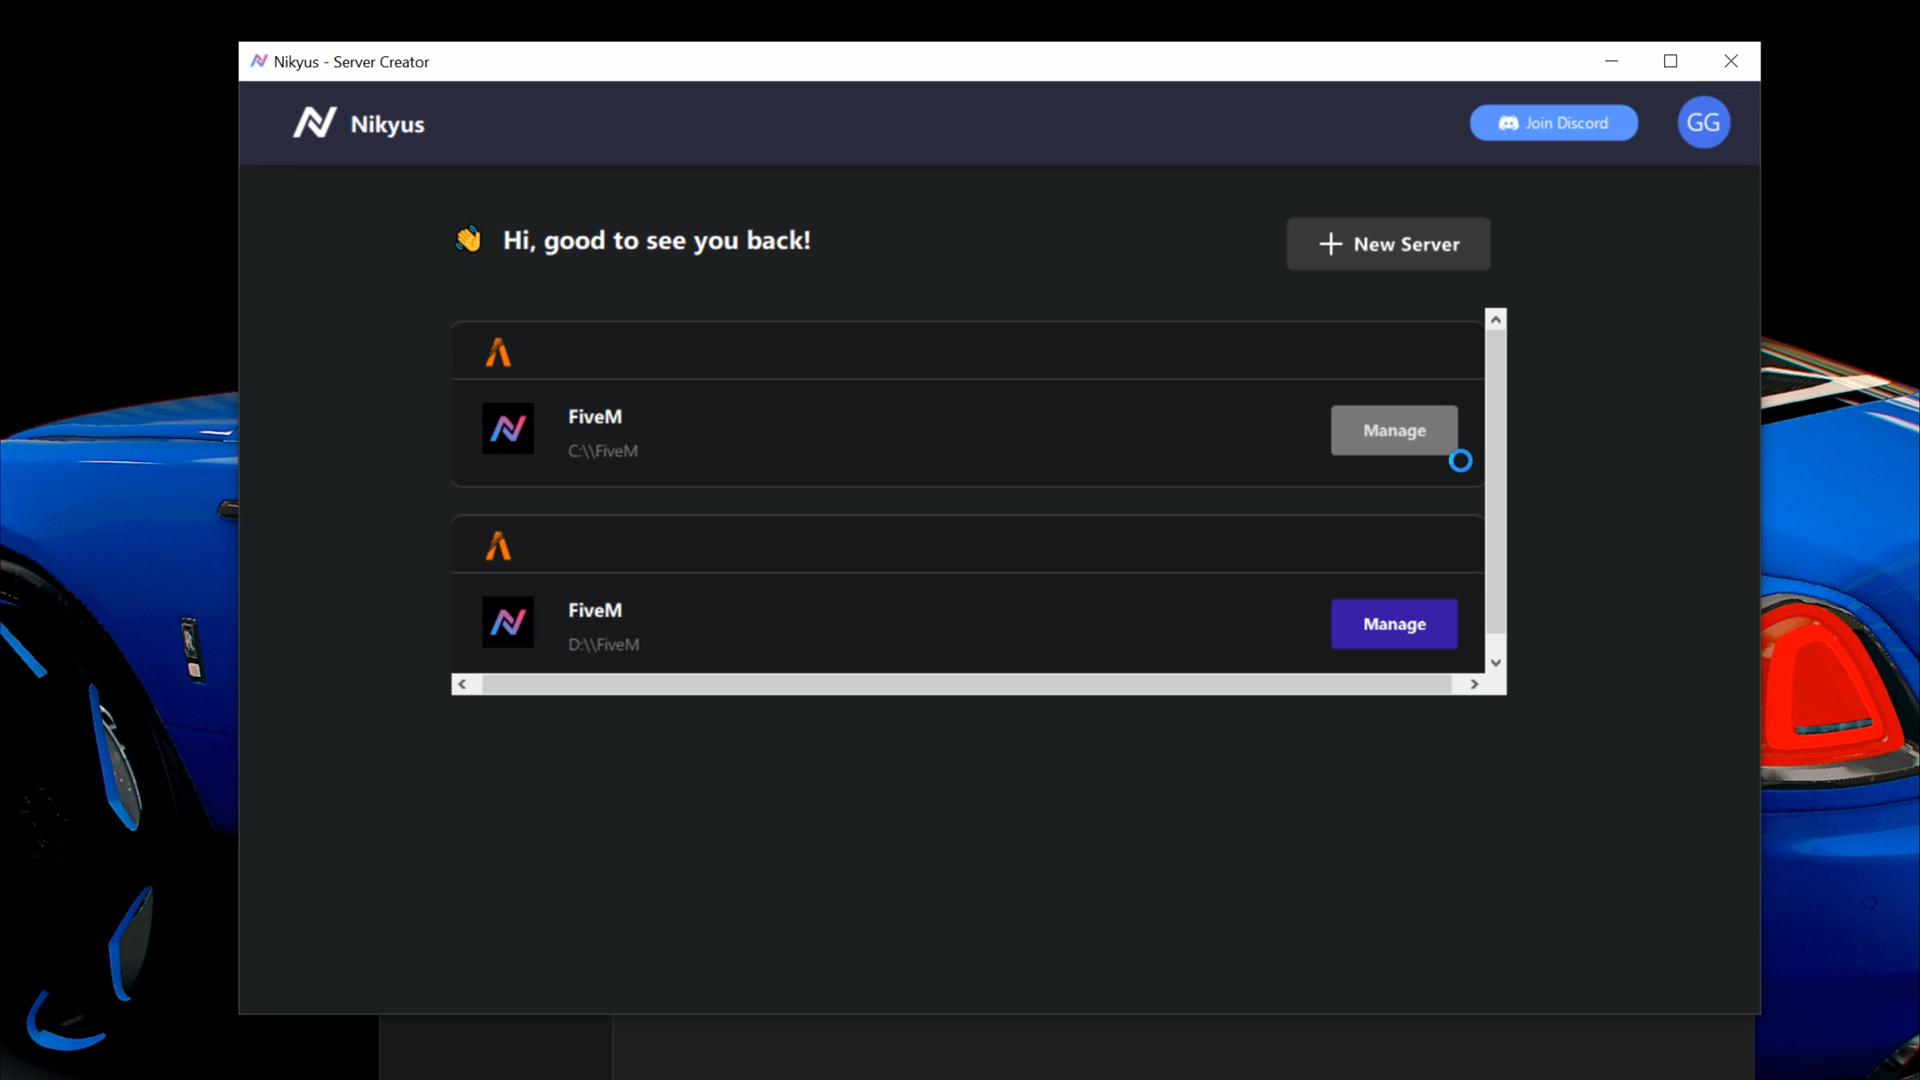 Nikyus - Server Creator
Nikyus
Join Discord
GG
Hi, good to see you back!
New Server
FiveM
C:\\FiveM
Manage
FiveM
D:\\FiveM
Manage